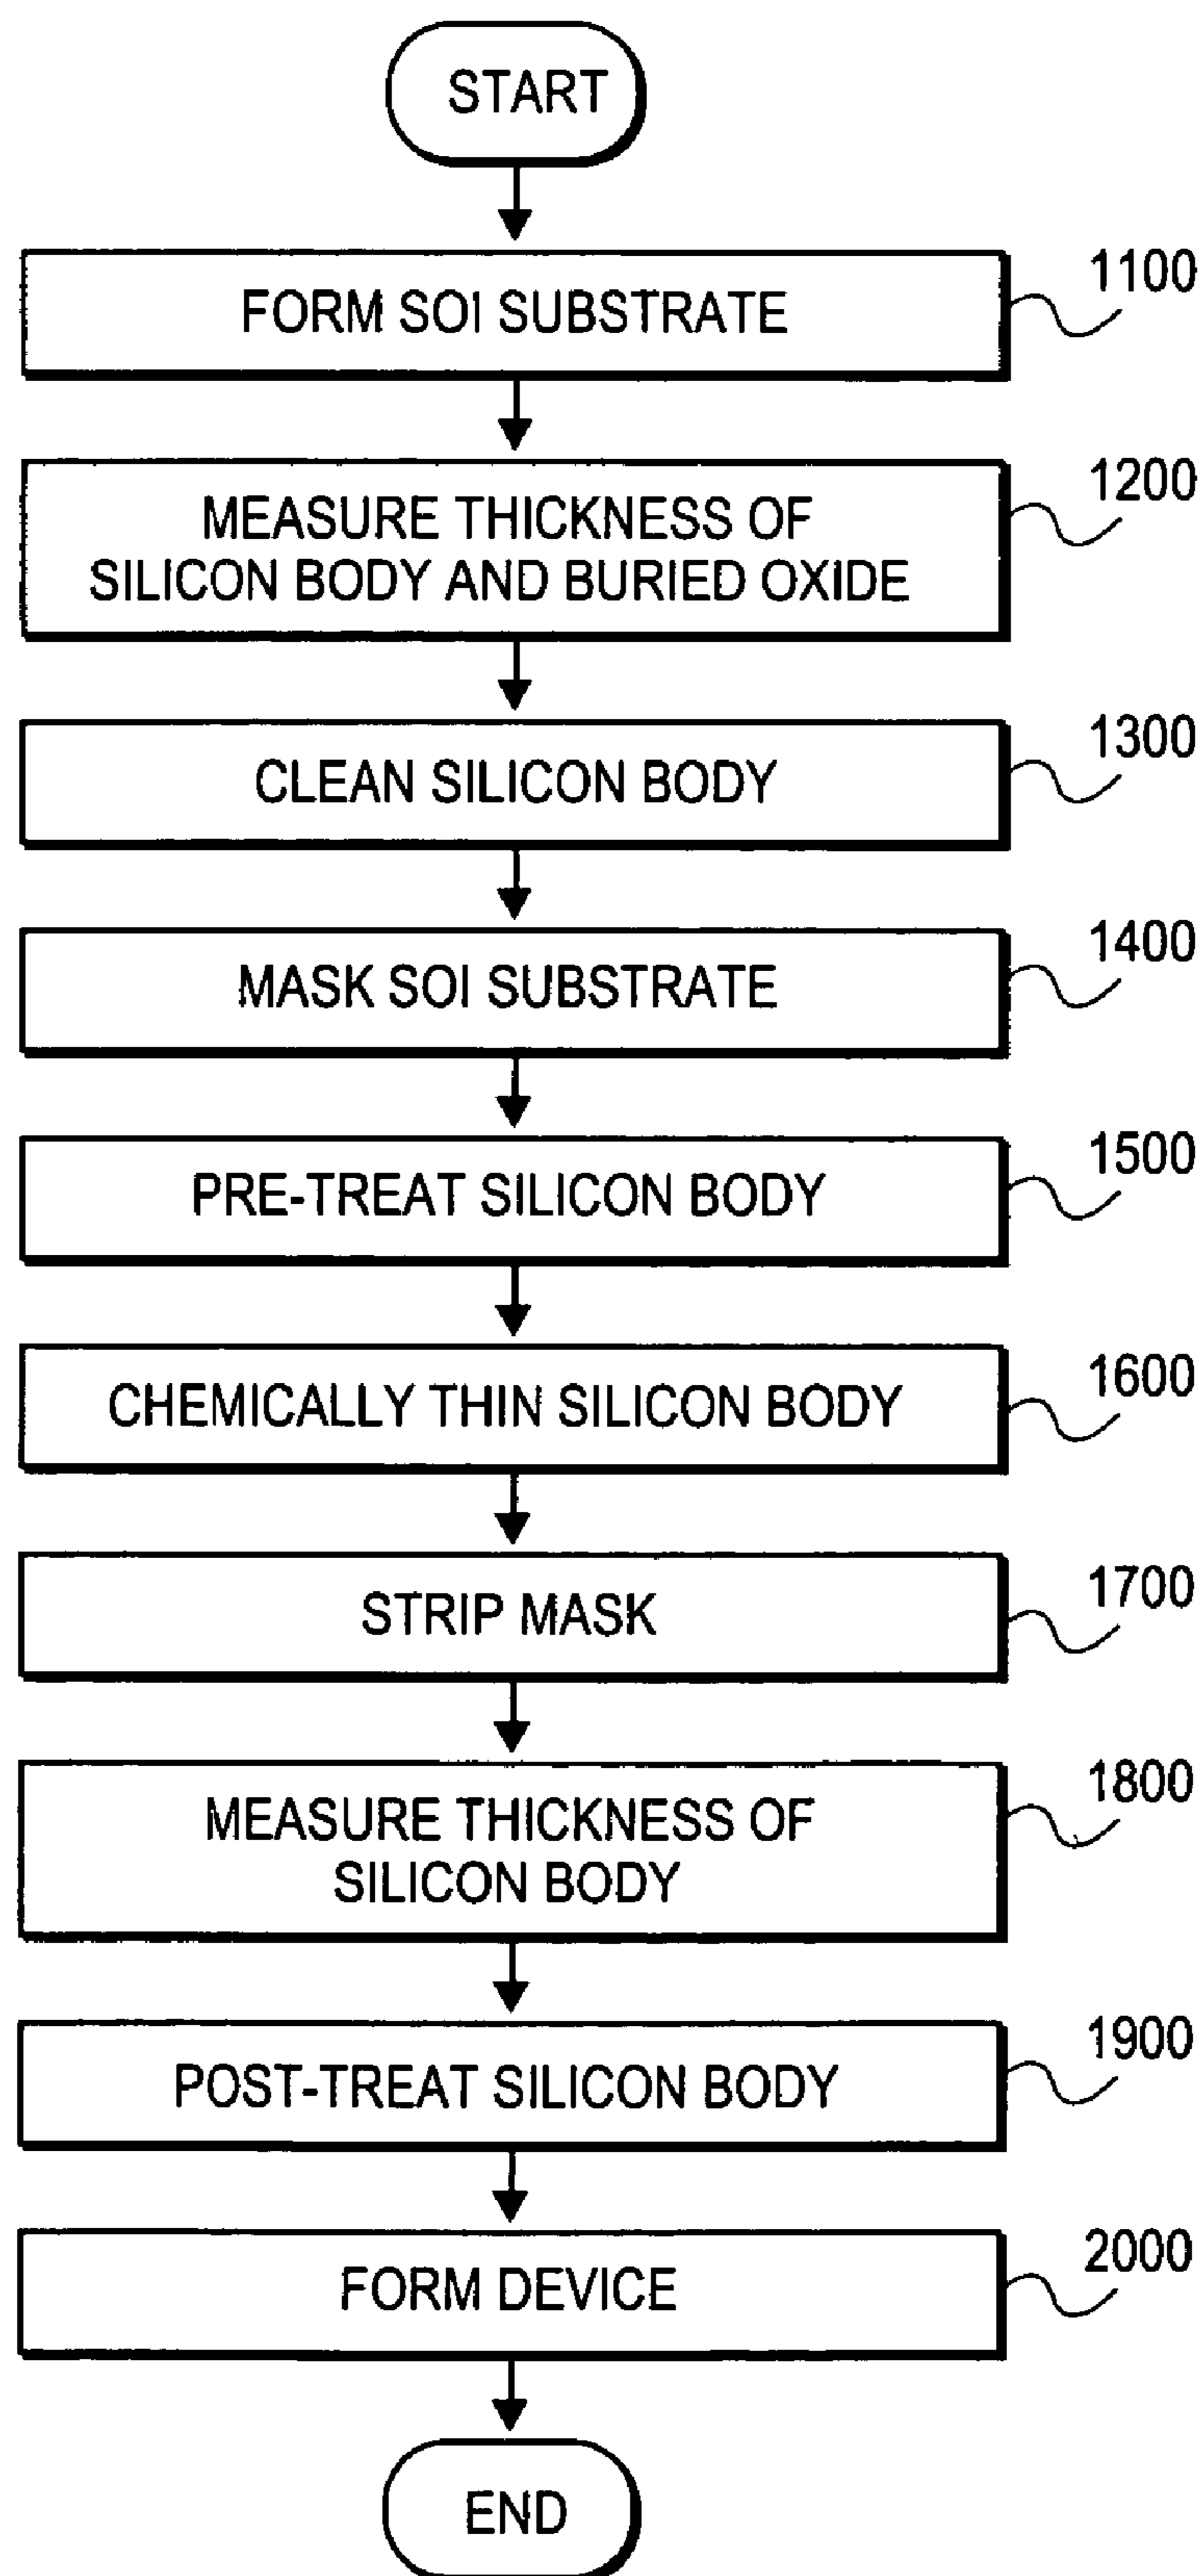 START
FORM SOI SUBSTRATE
1100
MEASURE THICKNESS OF
SILICON BODY AND BURIED OXIDE
1200
CLEAN SILICON BODY
1300
MASK SOI SUBSTRATE
1400
PRE-TREAT SILICON BODY
1500
CHEMICALLY THIN SILICON BODY
1600
STRIP MASK
1700
MEASURE THICKNESS OF
SILICON BODY
1800
POST-TREAT SILICON BODY
1900
FORM DEVICE
2000
END